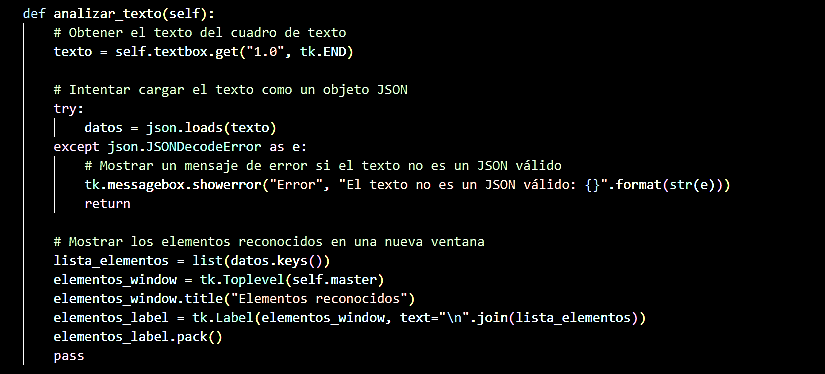 def analizar_texto(self):
# Obtener el texto del cuadro de texto
texto = self.textbox.get("1.0", tk.END)
# Intentar cargar el texto como un objeto JSON
try:
datos = json.loads(texto)
except json.JSONDecodeError as e:
# Mostrar un mensaje de error si el texto no es un JSON válido
tk.messagebox.showerror("Error", "El texto no es un JSON válido: {}".format(str(e)))
return
# Mostrar los elementos reconocidos en una nueva ventana
lista_elementos = list(datos.keys())
elementos_window = tk.Toplevel(self.master)
elementos_window.title("Elementos reconocidos")
elementos_label = tk.Label(elementos_window, text="\n".join(lista_elementos))
elementos_label.pack()
pass